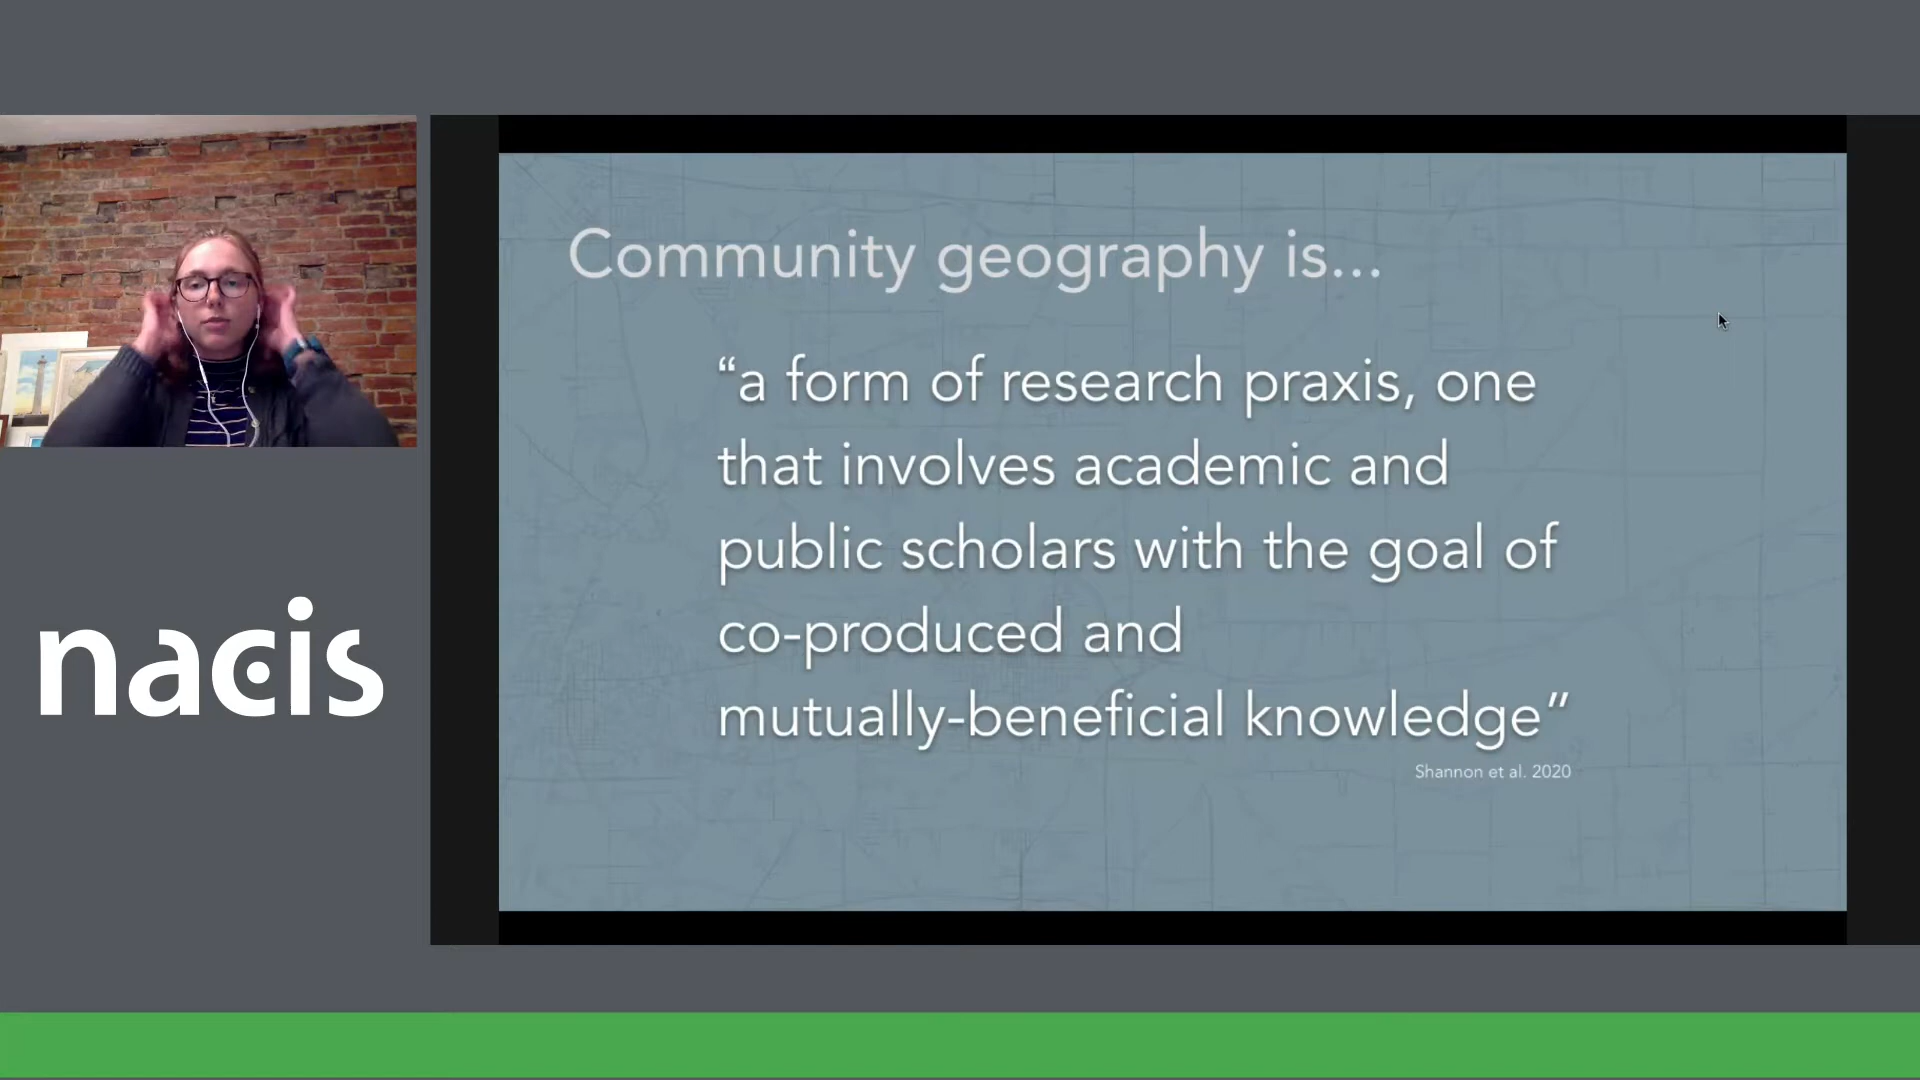 Community geography is...
“a form of research praxis, one
that involves academic and
public scholars with the goal of
co-produced and
mutually-beneficial knowledge”
Shannon et al. 2020
nacis